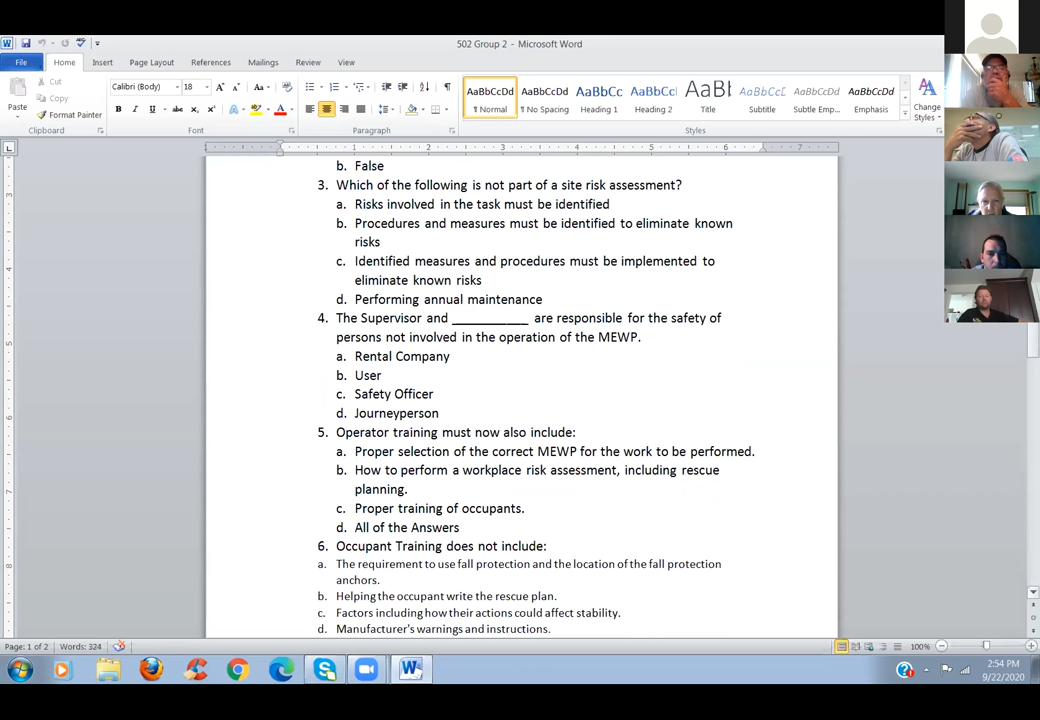 502 Group 2 - Microsoft Word
File Home Insert Page Layout References Mailings Review View
Cut
Copy
Format Painter
Paste
Calibri (Body) 18
Clipboard Font Paragraph Styles
AaBbCcDd AaBbCcDd AaBbCc AaBbCc AaBb AaBbCcD AaBbCcDd AaBbCcDd
¶ Normal ¶ No Spacing Heading 1 Heading 2 Title Subtitle Subtle Emp... Emphasis
Change Styles
b. False
3. Which of the following is not part of a site risk assessment?
a. Risks involved in the task must be identified
b. Procedures and measures must be identified to eliminate known
risks
c. Identified measures and procedures must be implemented to
eliminate known risks
d. Performing annual maintenance
4. The Supervisor and ___________ are responsible for the safety of
persons not involved in the operation of the MEWP.
a. Rental Company
b. User
c. Safety Officer
d. Journeyperson
5. Operator training must now also include:
a. Proper selection of the correct MEWP for the work to be performed.
b. How to perform a workplace risk assessment, including rescue
planning.
c. Proper training of occupants.
d. All of the Answers
6. Occupant Training does not include:
a. The requirement to use fall protection and the location of the fall protection
anchors.
b. Helping the occupant write the rescue plan.
c. Factors including how their actions could affect stability.
d. Manufacturer's warnings and instructions.
Page: 1 of 2 Words: 324 100%
2:54 PM
9/22/2020